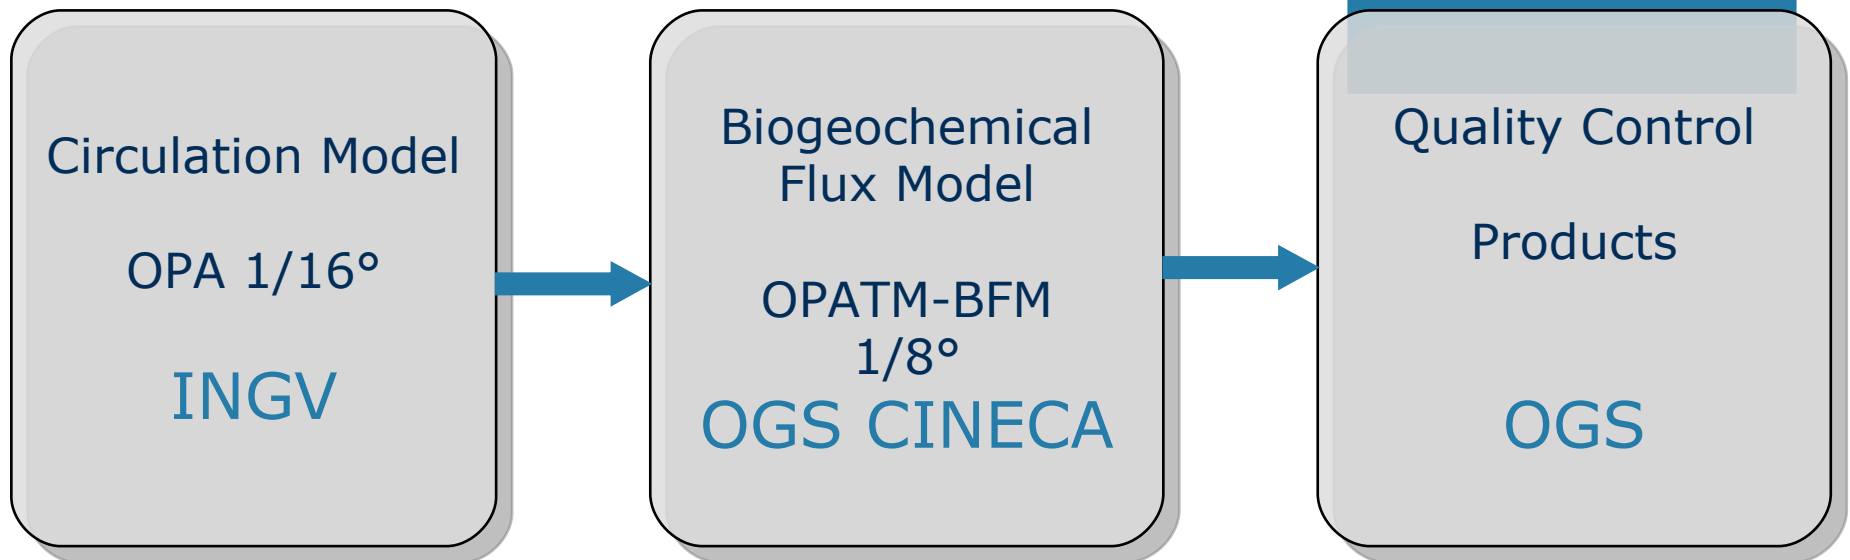 Circulation Model
OPA 1/16°
INGV
Biogeochemical
Flux Model
OPATM-BFM
1/8°
OGS CINECA
Quality Control
Products
OGS